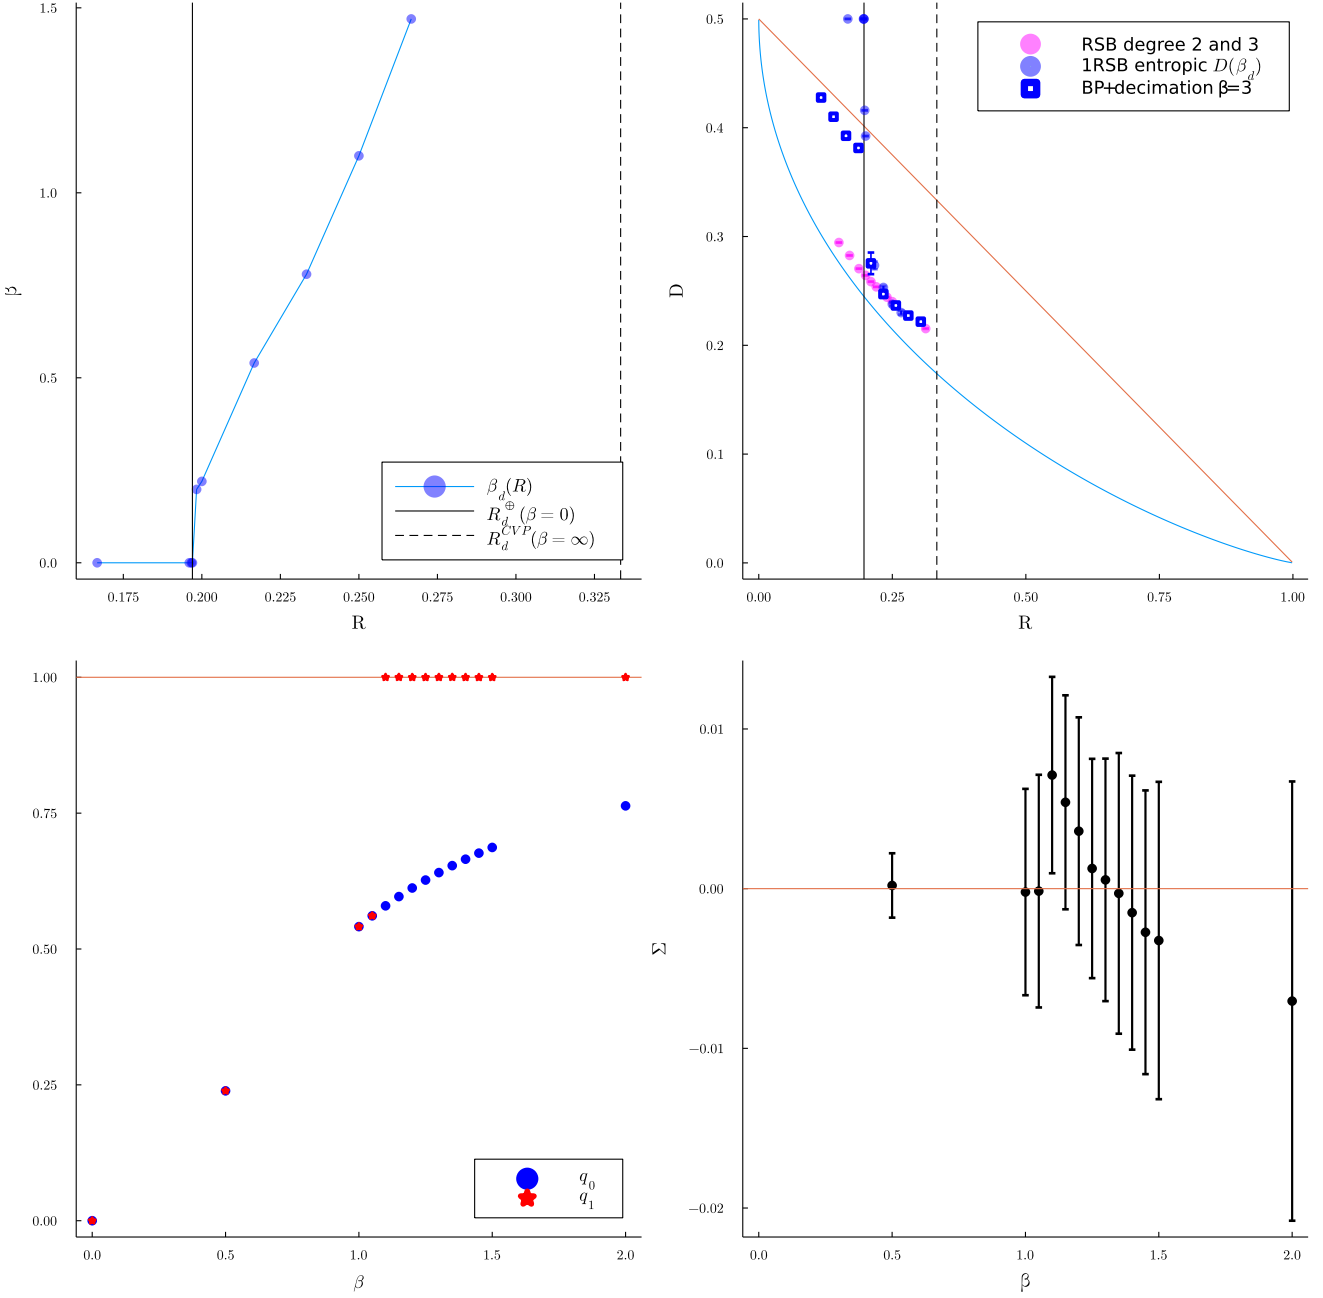 1.5
1.0
0.5
0.0
β
0.175
0.200
0.225
0.250
0.275
0.300
0.325
R
β_d(R)
R_d^⊕(β = 0)
R_d^{CVP}(β = ∞)
0.5
0.4
0.3
0.2
0.1
0.0
D
0.00
0.25
0.50
0.75
1.00
R
RSB degree 2 and 3
1RSB entropic D(β_d)
BP+decimation β=3
1.00
0.75
0.50
0.25
0.00
0.0
0.5
1.0
1.5
2.0
β
q_0
q_1
0.01
0.00
−0.01
−0.02
Σ
0.0
0.5
1.0
1.5
2.0
β